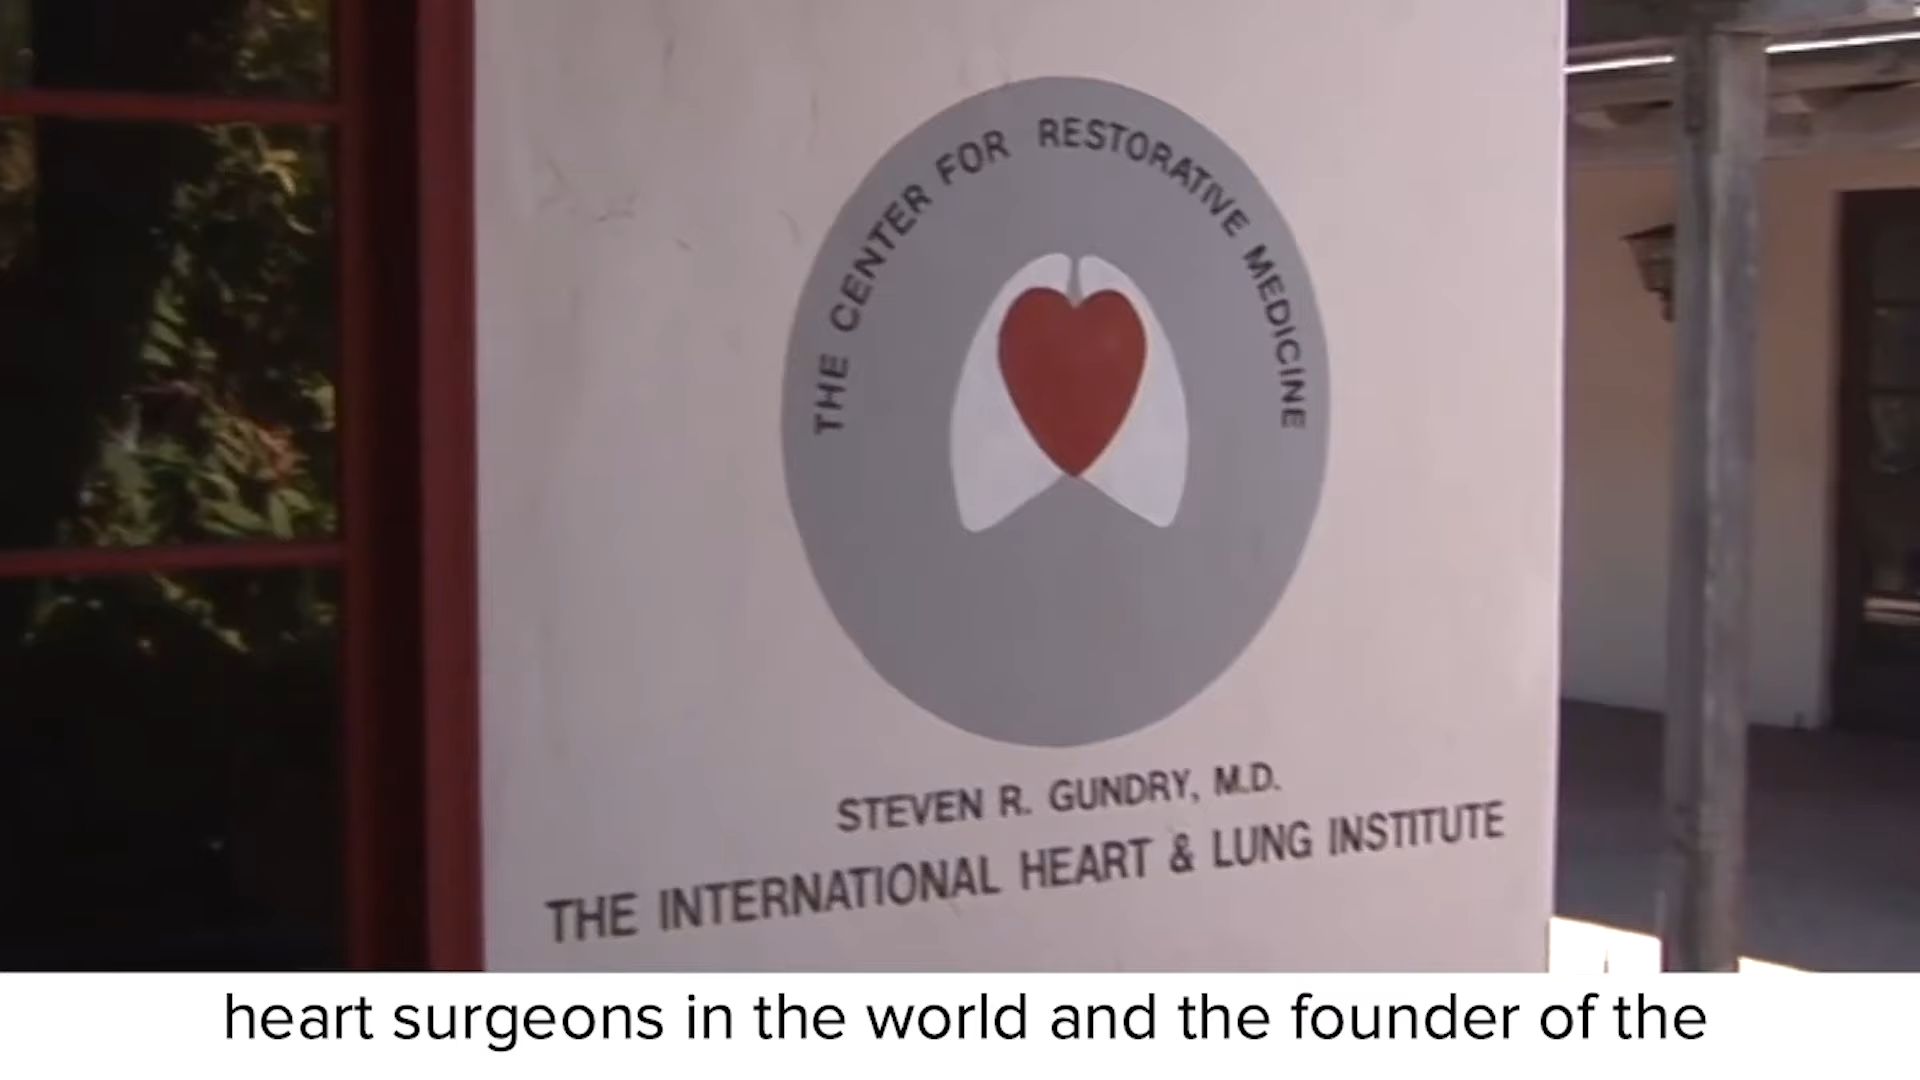 THE CENTER FOR RESTORATIVE MEDICINE
STEVEN R. GUNDRY, M.D.
THE INTERNATIONAL HEART & LUNG INSTITUTE
heart surgeons in the world and the founder of the